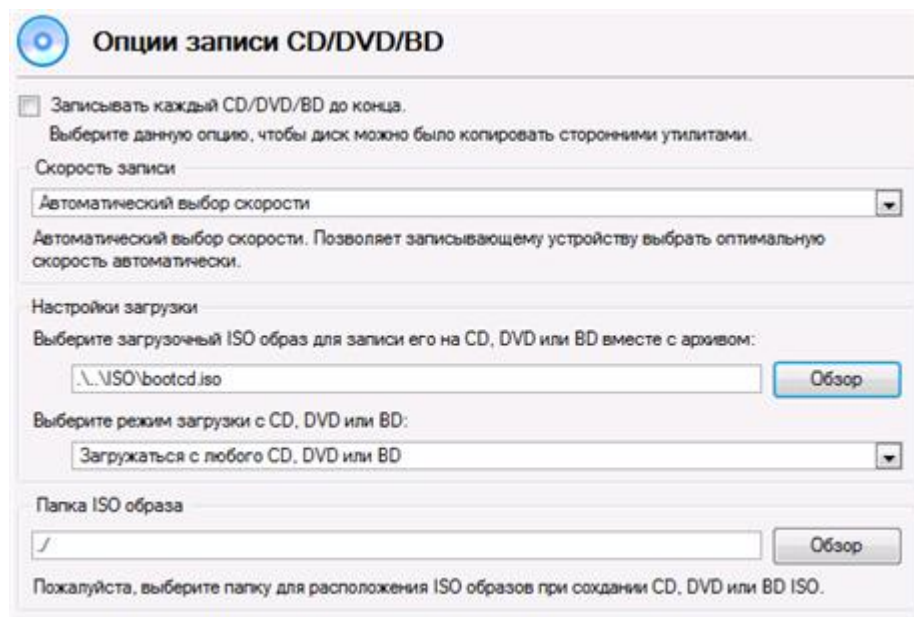 Опции записи CD/DVD/BD
Записывать каждый CD/DVD/BD до конца.
Выберите данную опцию, чтобы диск можно было копировать сторонними утилитами.
Скорость записи
Автоматический выбор скорости
Автоматический выбор скорости. Позволяет записывающему устройству выбрать оптимальную
скорость автоматически.
Настройки загрузки
Выберите загрузочный ISO образ для записи его на CD, DVD или BD вместе с архивом:
.\..\ISO\bootcd.iso
Обзор
Выберите режим загрузки с CD, DVD или BD:
Загружаться с любого CD, DVD или BD
Папка ISO образа
./
Обзор
Пожалуйста, выберите папку для расположения ISO образов при сохдании CD, DVD или BD ISO.